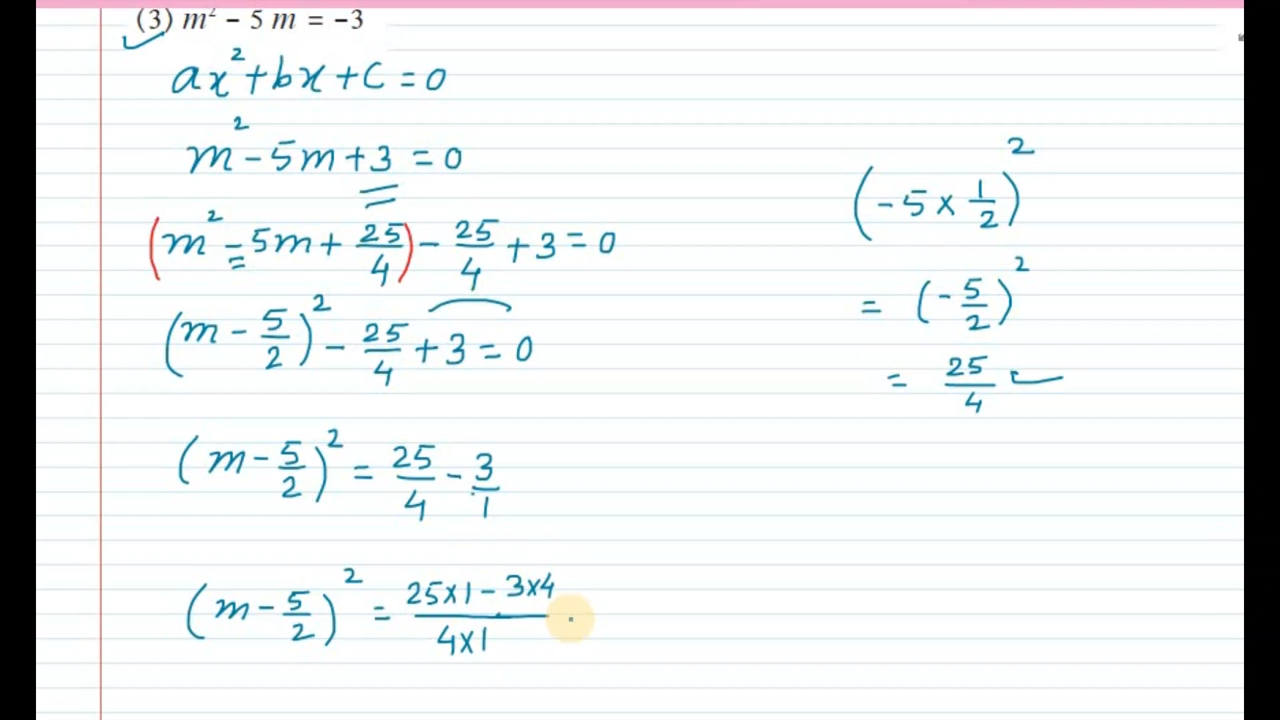 (3) m² – 5 m = –3
ax² + bx + c = 0
m² - 5m + 3 = 0
(m² - 5m + 25/4) - 25/4 + 3 = 0
(m - 5/2)² - 25/4 + 3 = 0
(m - 5/2)² = 25/4 - 3/1
(m - 5/2)² = (25×1 - 3×4)/(4×1)
(-5 × 1/2)²
= (-5/2)²
= 25/4